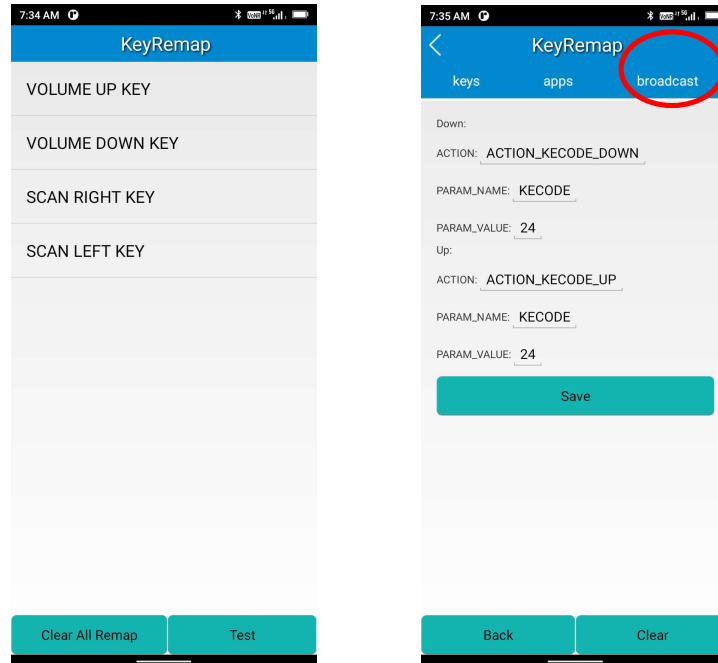 7:34 AM
KeyRemap
VOLUME UP KEY
VOLUME DOWN KEY
SCAN RIGHT KEY
SCAN LEFT KEY
Clear All Remap Test
7:35 AM
KeyRemap
keys apps broadcast
Down:
ACTION: ACTION_KECODE_DOWN
PARAM_NAME: KECODE
PARAM_VALUE: 24
Up:
ACTION: ACTION_KECODE_UP
PARAM_NAME: KECODE
PARAM_VALUE: 24
Save
Back Clear